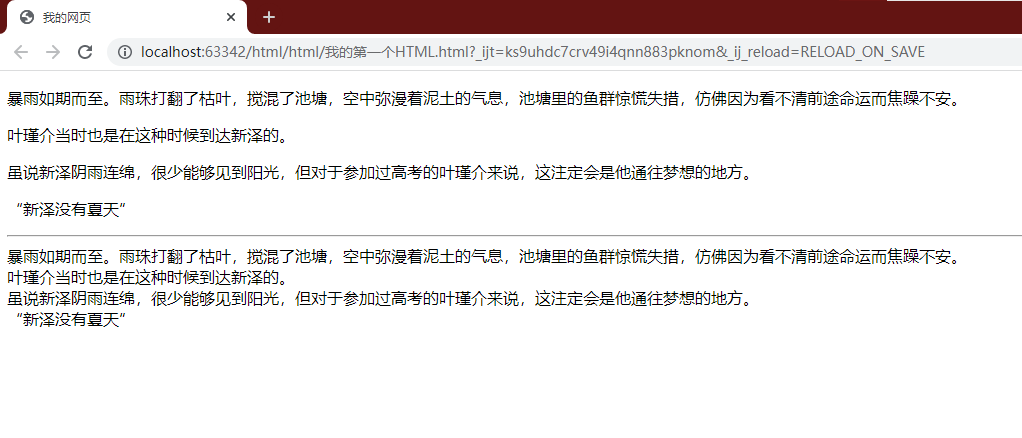 我的网页
localhost:63342/html/html/我的第一个HTML.html?_ijt=ks9uhdc7crv49i4qnn883pknom&_ij_reload=RELOAD_ON_SAVE
暴雨如期而至。雨珠打翻了枯叶，搅混了池塘，空中弥漫着泥土的气息，池塘里的鱼群惊慌失措，仿佛因为看不清前途命运而焦躁不安。
叶瑾介当时也是在这种时候到达新泽的。
虽说新泽阴雨连绵，很少能够见到阳光，但对于参加过高考的叶瑾介来说，这注定会是他通往梦想的地方。
“新泽没有夏天”
暴雨如期而至。雨珠打翻了枯叶，搅混了池塘，空中弥漫着泥土的气息，池塘里的鱼群惊慌失措，仿佛因为看不清前途命运而焦躁不安。
叶瑾介当时也是在这种时候到达新泽的。
虽说新泽阴雨连绵，很少能够见到阳光，但对于参加过高考的叶瑾介来说，这注定会是他通往梦想的地方。
“新泽没有夏天”